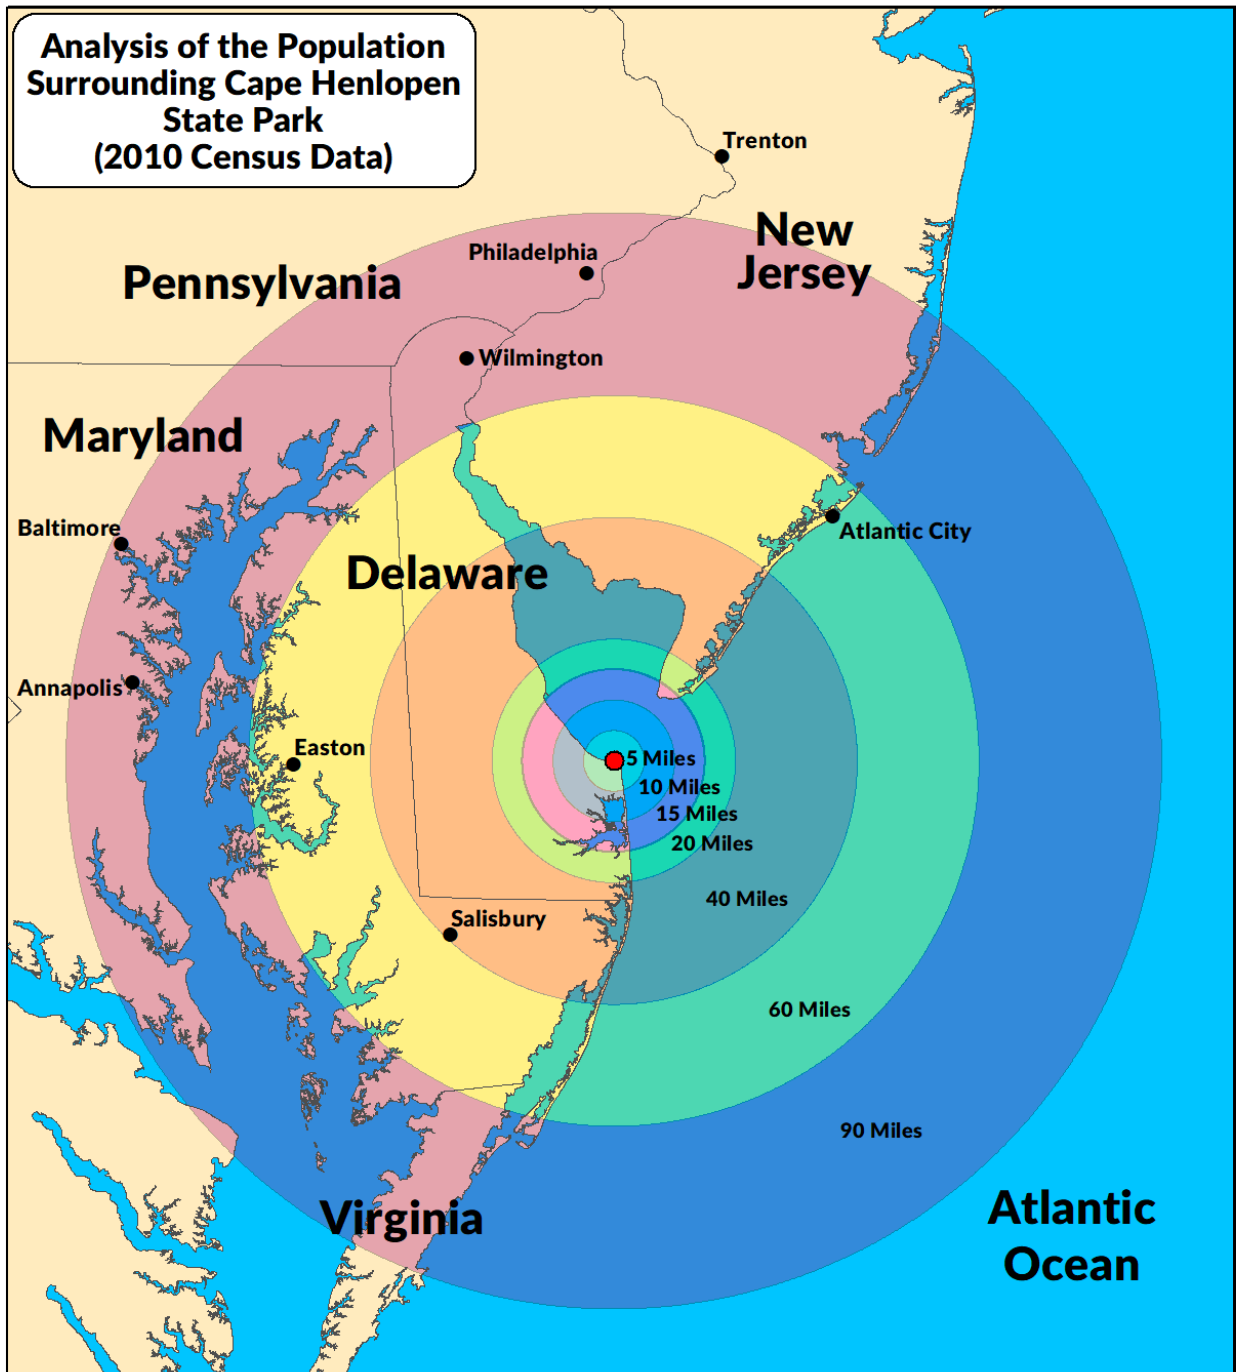 Analysis of the Population
Surrounding Cape Henlopen
State Park
(2010 Census Data)
Trenton
New
Jersey
Philadelphia
Pennsylvania
Wilmington
Maryland
Baltimore
Atlantic City
Delaware
Annapolis
Easton
5 Miles
10 Miles
15 Miles
20 Miles
40 Miles
Salisbury
60 Miles
90 Miles
Virginia
Atlantic
Ocean